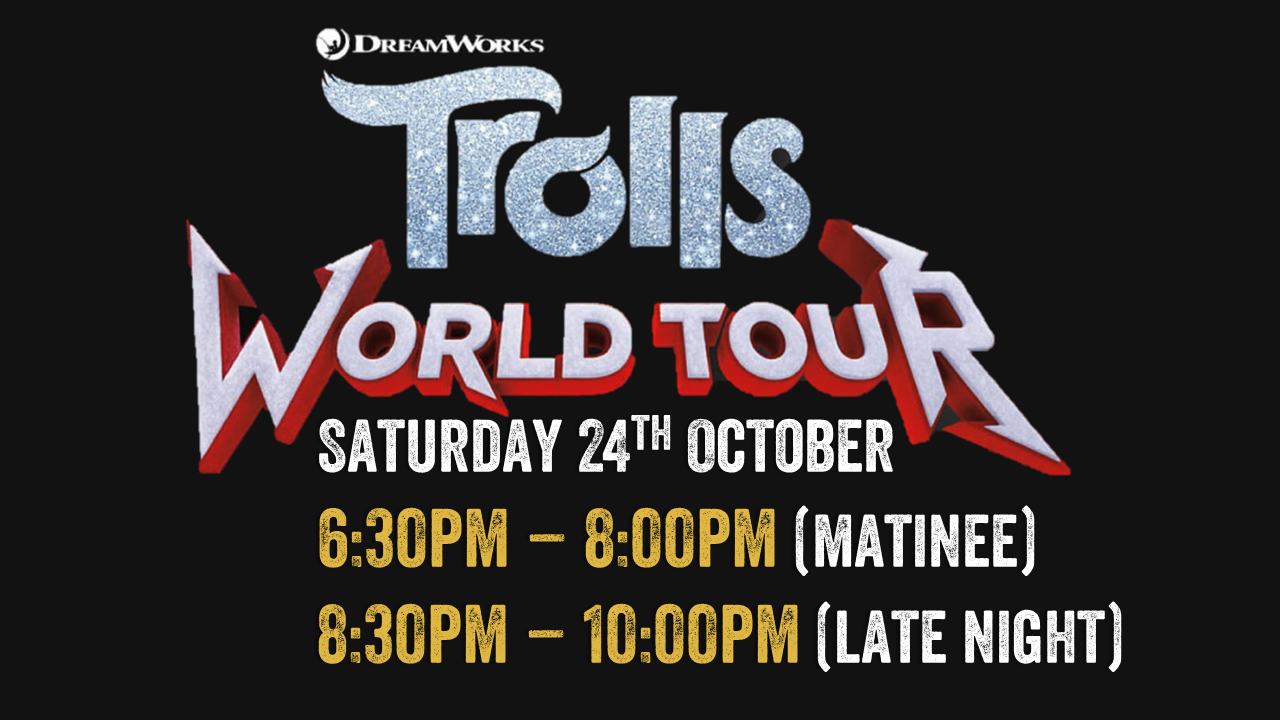 DREAMWORKS
Trolls
WORLD TOUR
SATURDAY 24TH OCTOBER
6:30PM – 8:00PM (MATINEE)
8:30PM – 10:00PM (LATE NIGHT)